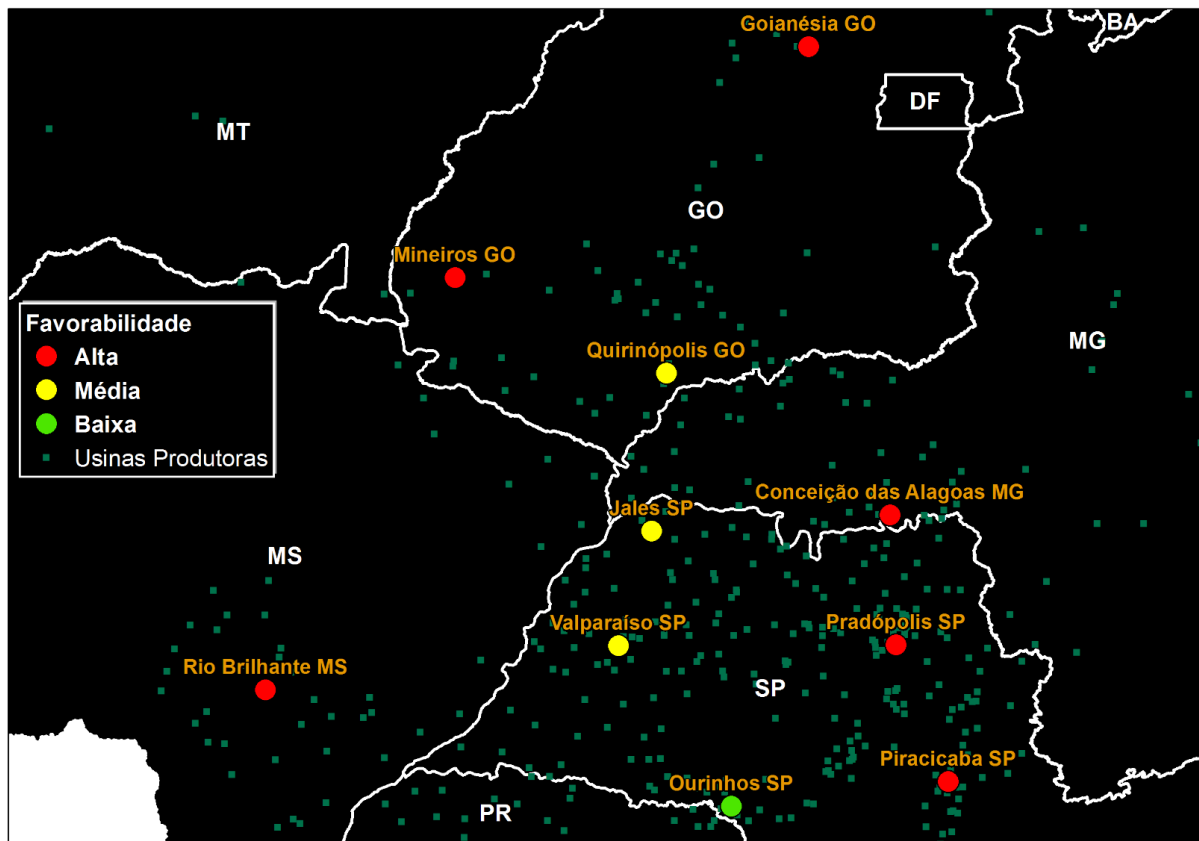 Goianésia GO
BA
DF
MT
GO
Mineiros GO
Favorabilidade
Alta
Média
Baixa
Usinas Produtoras
MG
Quirinópolis GO
Conceição das Alagoas MG
Jales SP
MS
Valparaíso SP
Pradópolis SP
Rio Brilhante MS
SP
Piracicaba SP
Ourinhos SP
PR